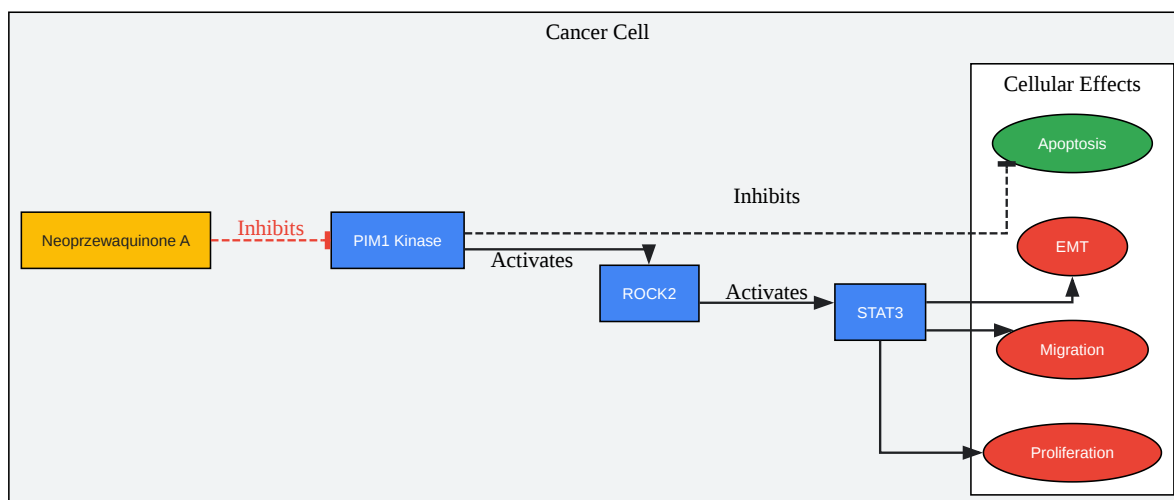 Cancer Cell
Cellular Effects
Apoptosis
Inhibits
Neoprzewaquinone A
Inhibits
PIM1 Kinase
EMT
Activates
ROCK2
Activates
STAT3
Migration
Proliferation